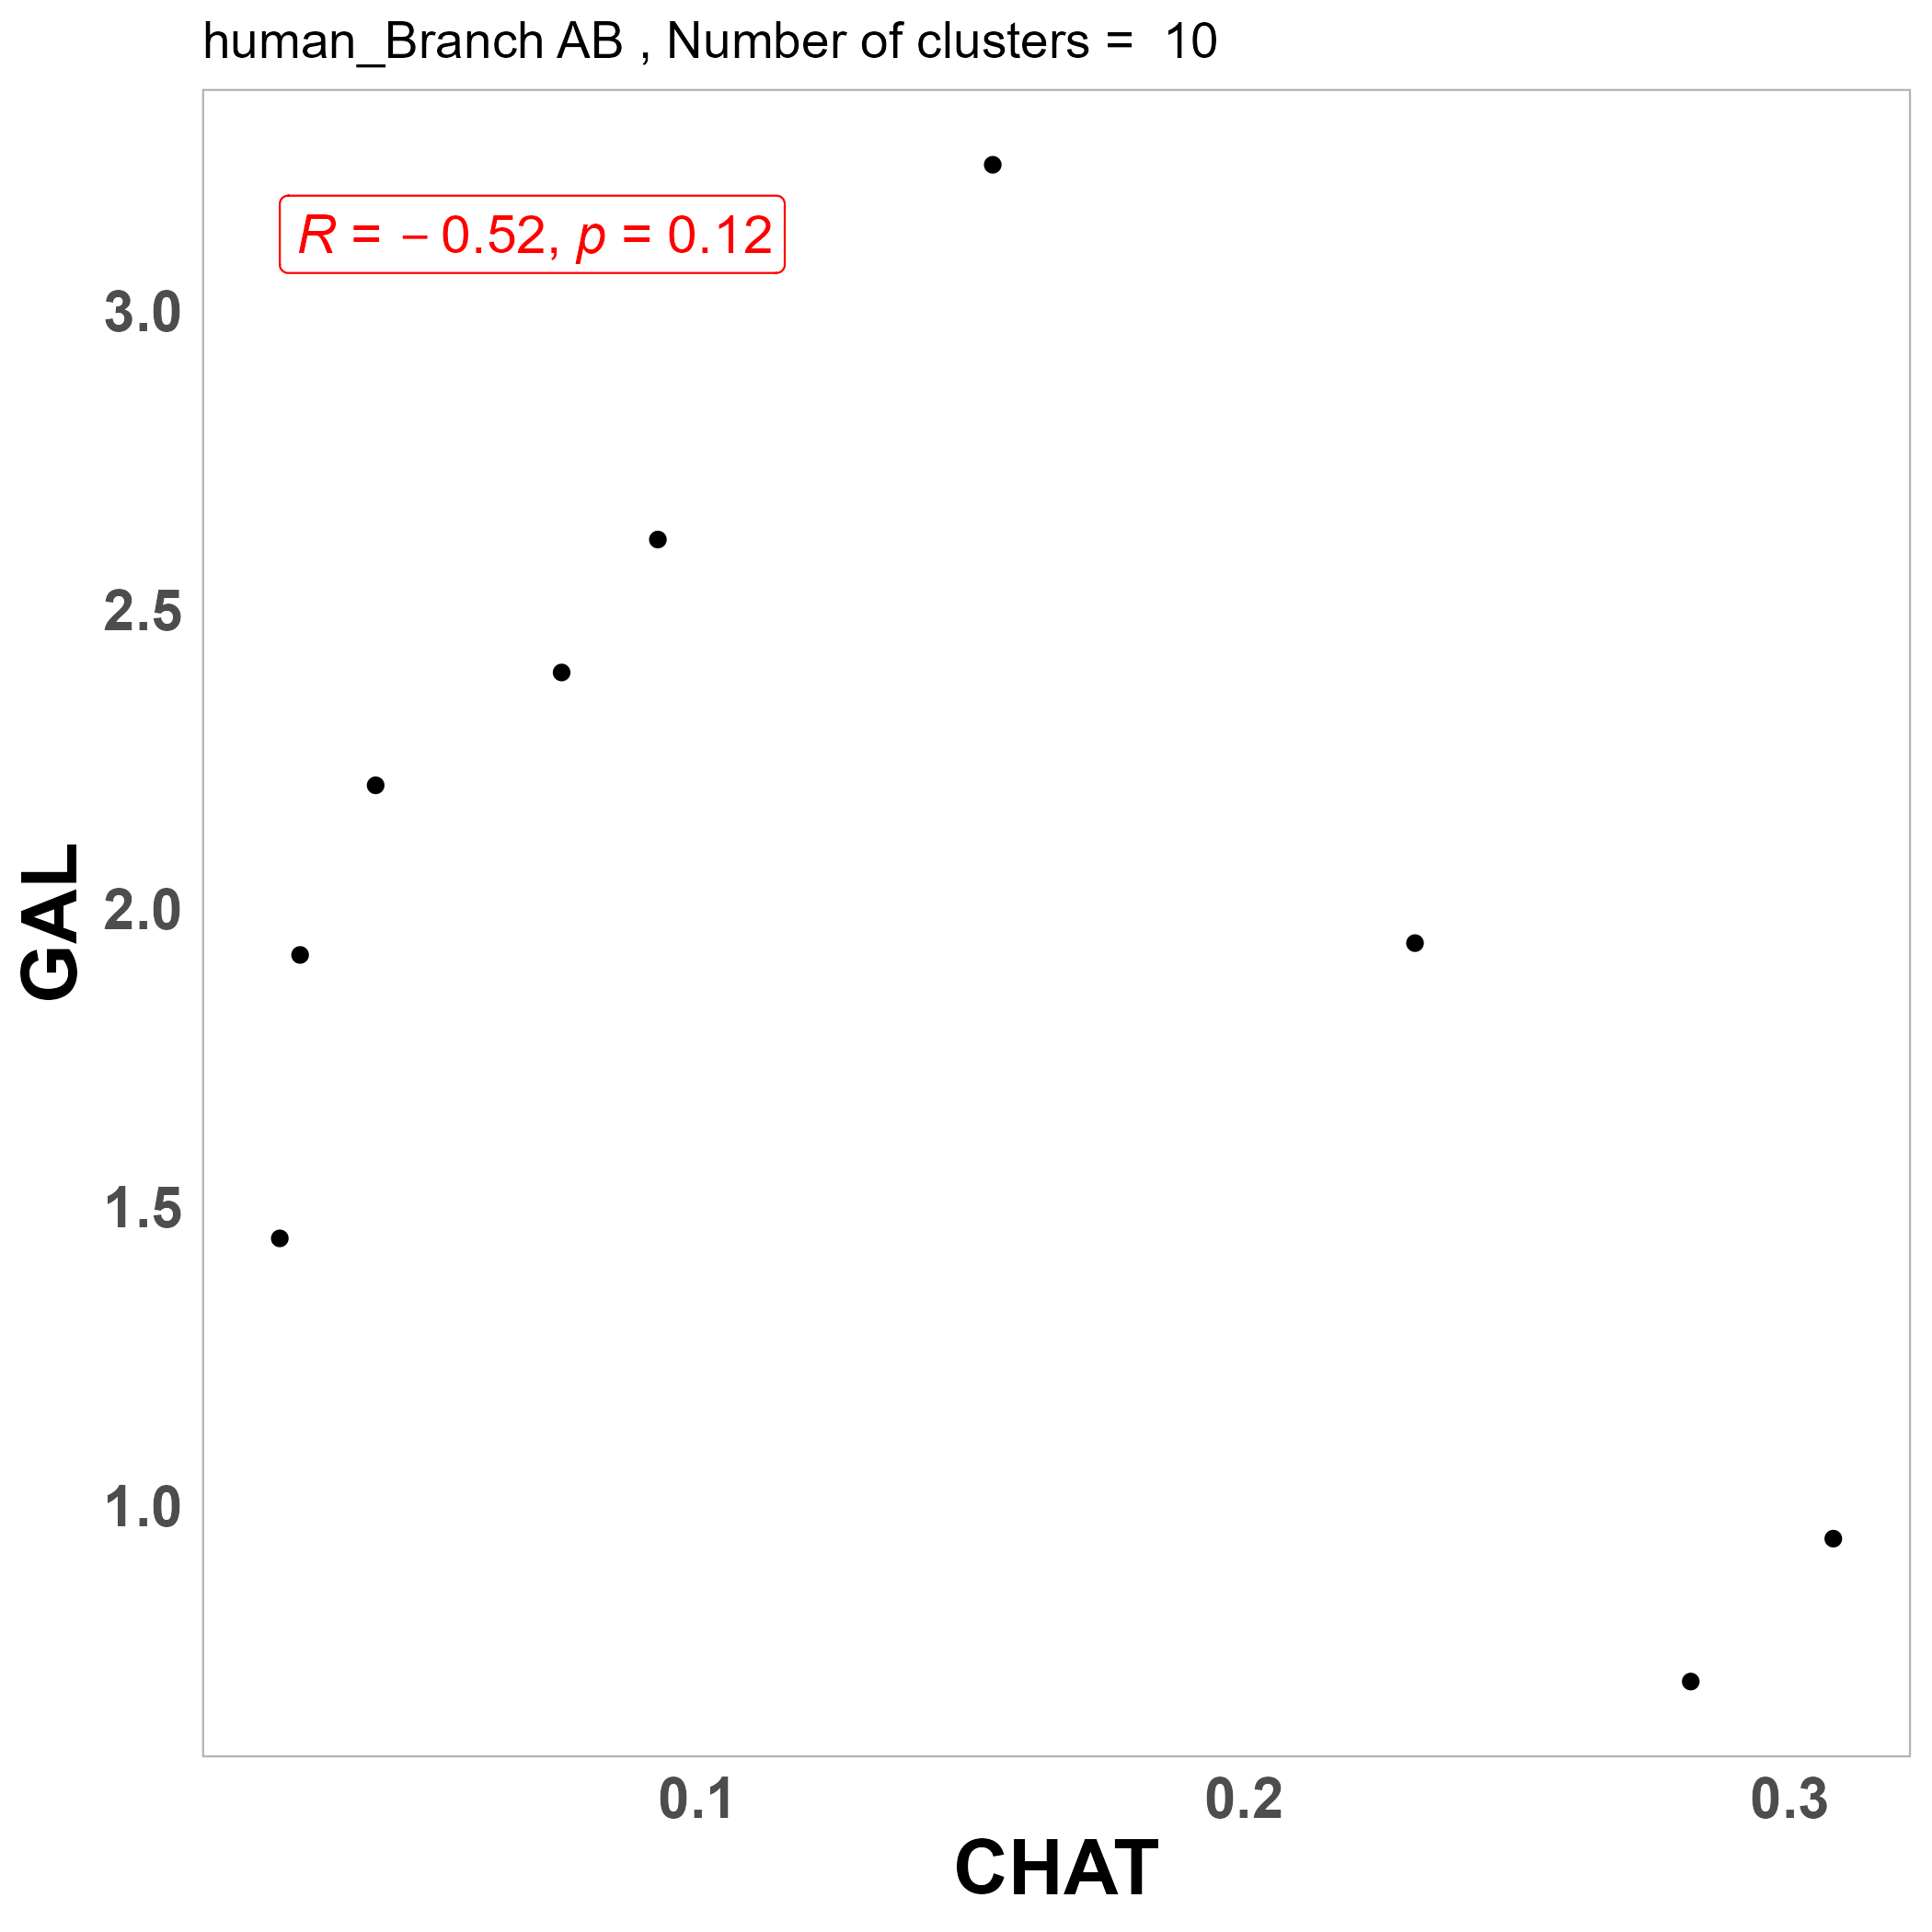 human_Branch AB , Number of clusters =  10
R = − 0.52, p = 0.12
3.0
2.5
2.0
1.5
1.0
GAL
0.1 0.2 0.3
CHAT